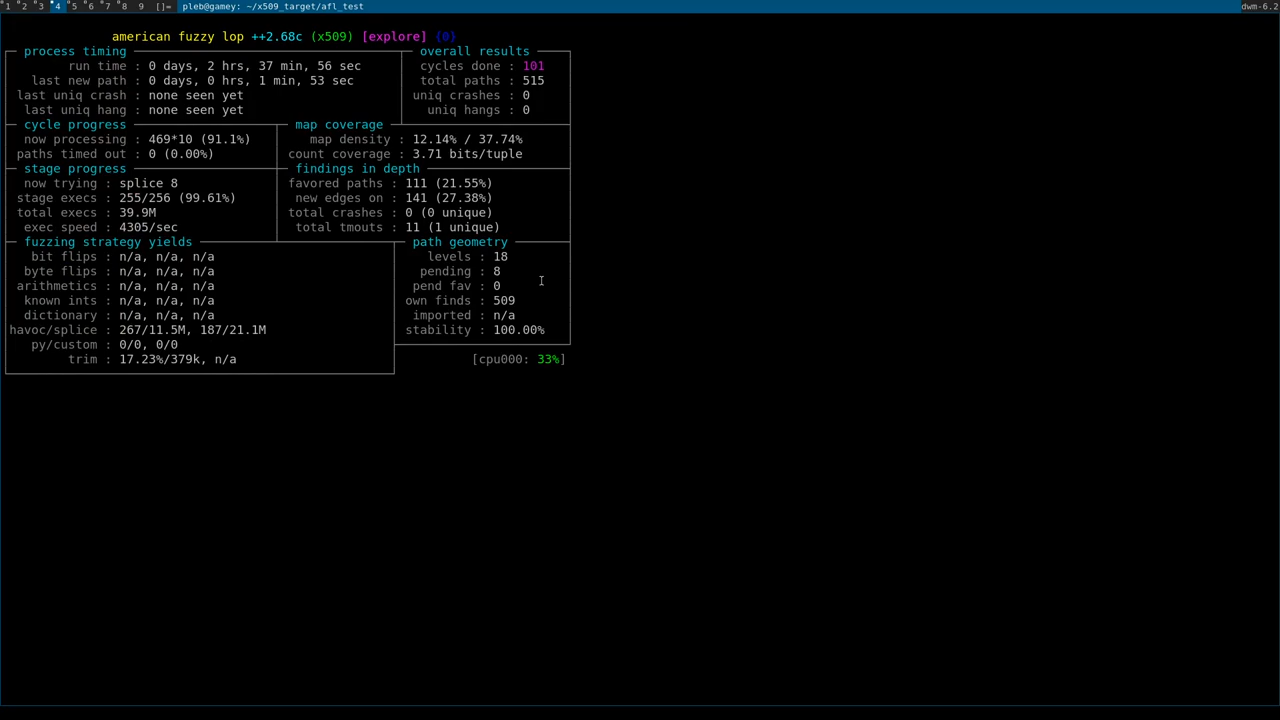 1 2 3 4 5 6 7 8 9 []= pleb@gamey: ~/x509_target/afl_test dwm-6.2
american fuzzy lop ++2.68c (x509) [explore] {0}
process timing overall results
run time : 0 days, 2 hrs, 37 min, 56 sec cycles done : 101
last new path : 0 days, 0 hrs, 1 min, 53 sec total paths : 515
last uniq crash : none seen yet uniq crashes : 0
last uniq hang : none seen yet uniq hangs : 0
cycle progress map coverage
now processing : 469*10 (91.1%) map density : 12.14% / 37.74%
paths timed out : 0 (0.00%) count coverage : 3.71 bits/tuple
stage progress findings in depth
now trying : splice 8 favored paths : 111 (21.55%)
stage execs : 255/256 (99.61%) new edges on : 141 (27.38%)
total execs : 39.9M total crashes : 0 (0 unique)
exec speed : 4305/sec total tmouts : 11 (1 unique)
fuzzing strategy yields path geometry
bit flips : n/a, n/a, n/a levels : 18
byte flips : n/a, n/a, n/a pending : 8
arithmetics : n/a, n/a, n/a pend fav : 0
known ints : n/a, n/a, n/a own finds : 509
dictionary : n/a, n/a, n/a imported : n/a
havoc/splice : 267/11.5M, 187/21.1M stability : 100.00%
py/custom : 0/0, 0/0
trim : 17.23%/379k, n/a [cpu000: 33%]